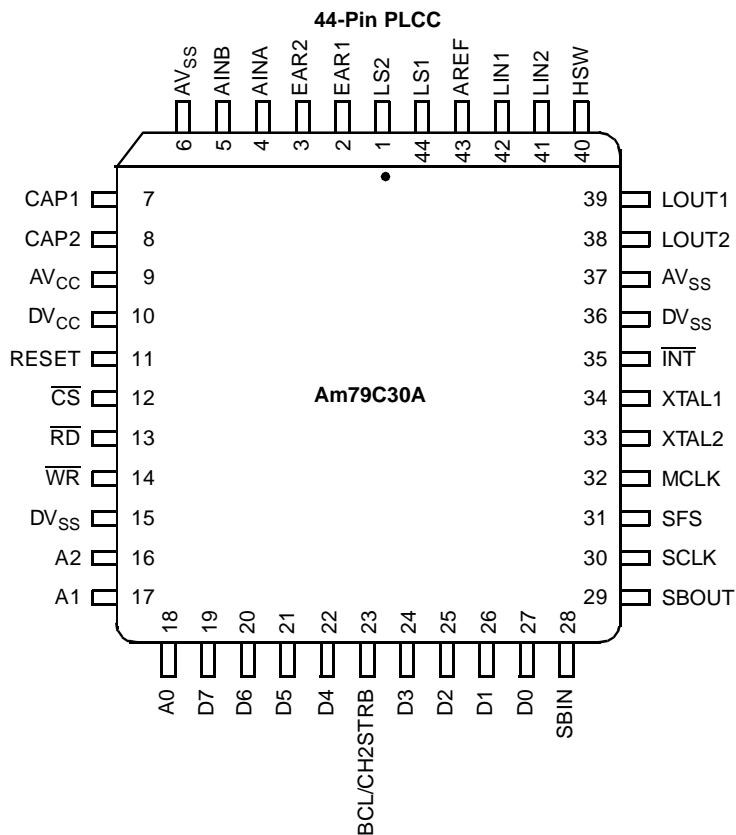 44-Pin PLCC
AVSS AINB AINA EAR2 EAR1 LS2 LS1 AREF LIN1 LIN2 HSW
6 5 4 3 2 1 44 43 42 41 40
CAP1 7 39 LOUT1
CAP2 8 38 LOUT2
AVCC 9 37 AVSS
DVCC 10 36 DVSS
RESET 11 35 I̅N̅T̅
C̅S̅ 12 Am79C30A 34 XTAL1
R̅D̅ 13 33 XTAL2
W̅R̅ 14 32 MCLK
DVSS 15 31 SFS
A2 16 30 SCLK
A1 17 29 SBOUT
18 19 20 21 22 23 24 25 26 27 28
A0 D7 D6 D5 D4 BCL/CH2STRB D3 D2 D1 D0 SBIN